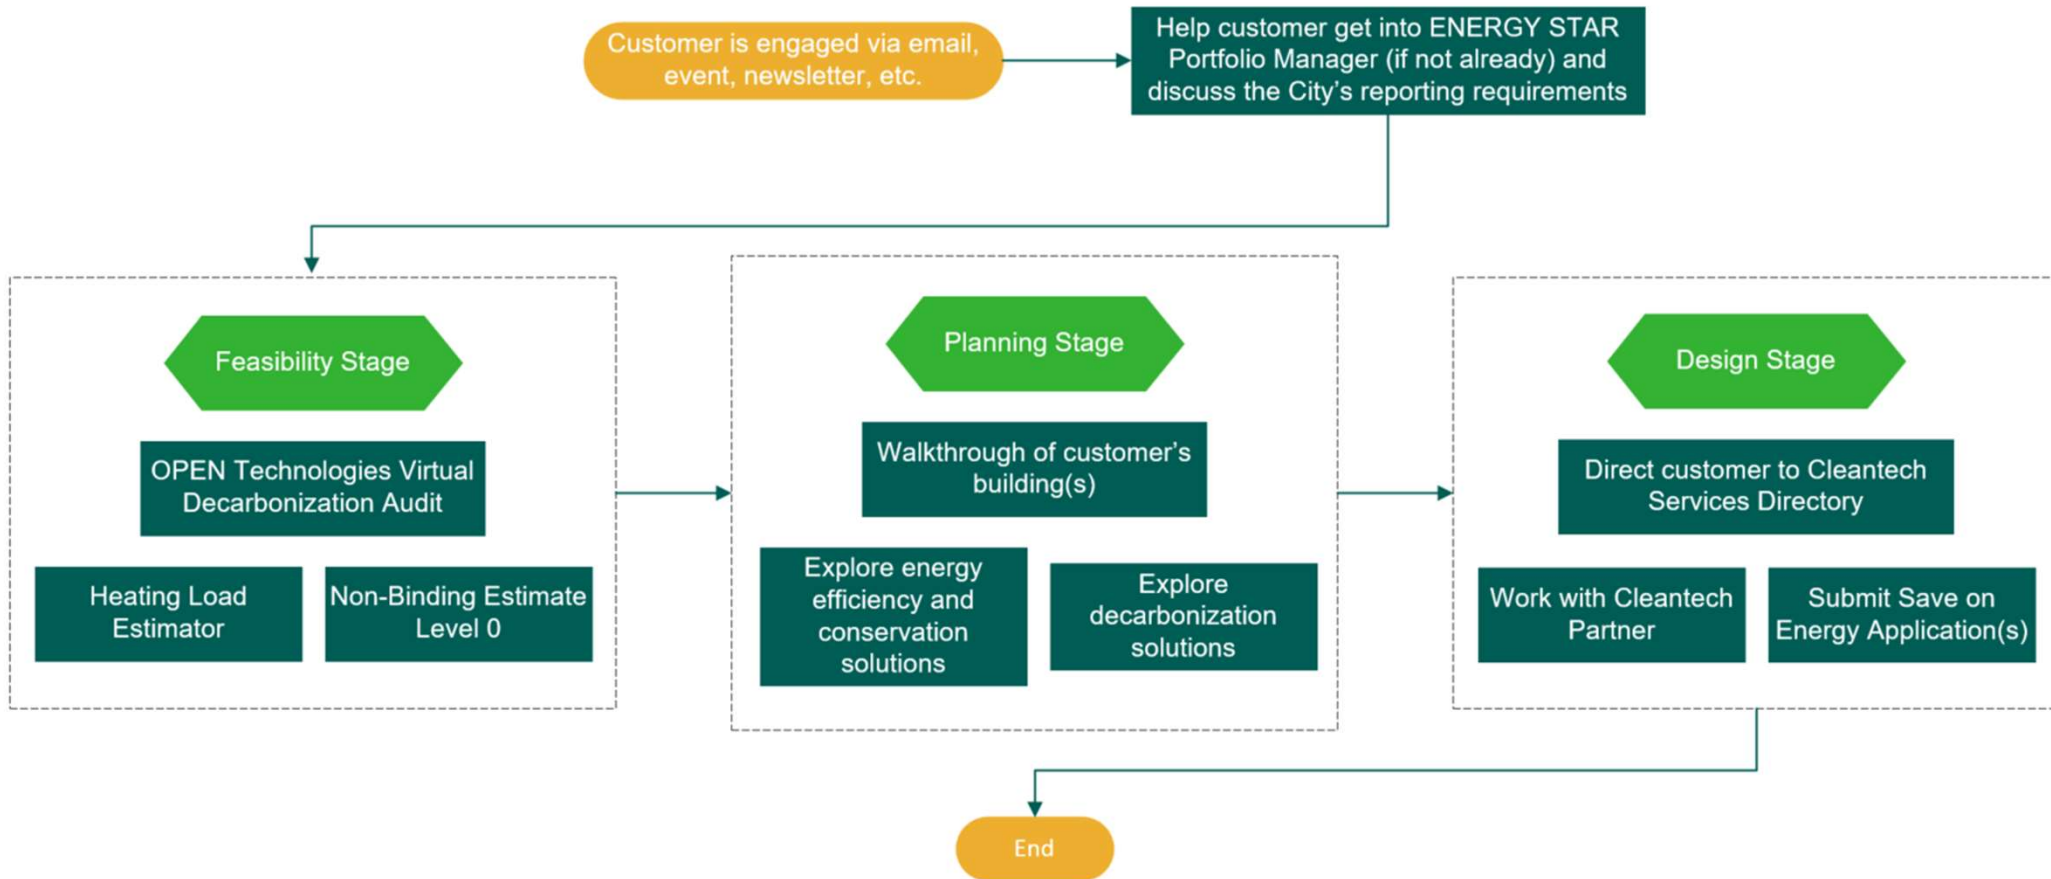 Customer is engaged via email,
event, newsletter, etc.
Help customer get into ENERGY STAR
Portfolio Manager (if not already) and
discuss the City’s reporting requirements
Feasibility Stage
OPEN Technologies Virtual
Decarbonization Audit
Heating Load
Estimator
Non-Binding Estimate
Level 0
Planning Stage
Walkthrough of customer’s
building(s)
Explore energy
efficiency and
conservation
solutions
Explore
decarbonization
solutions
Design Stage
Direct customer to Cleantech
Services Directory
Work with Cleantech
Partner
Submit Save on
Energy Application(s)
End